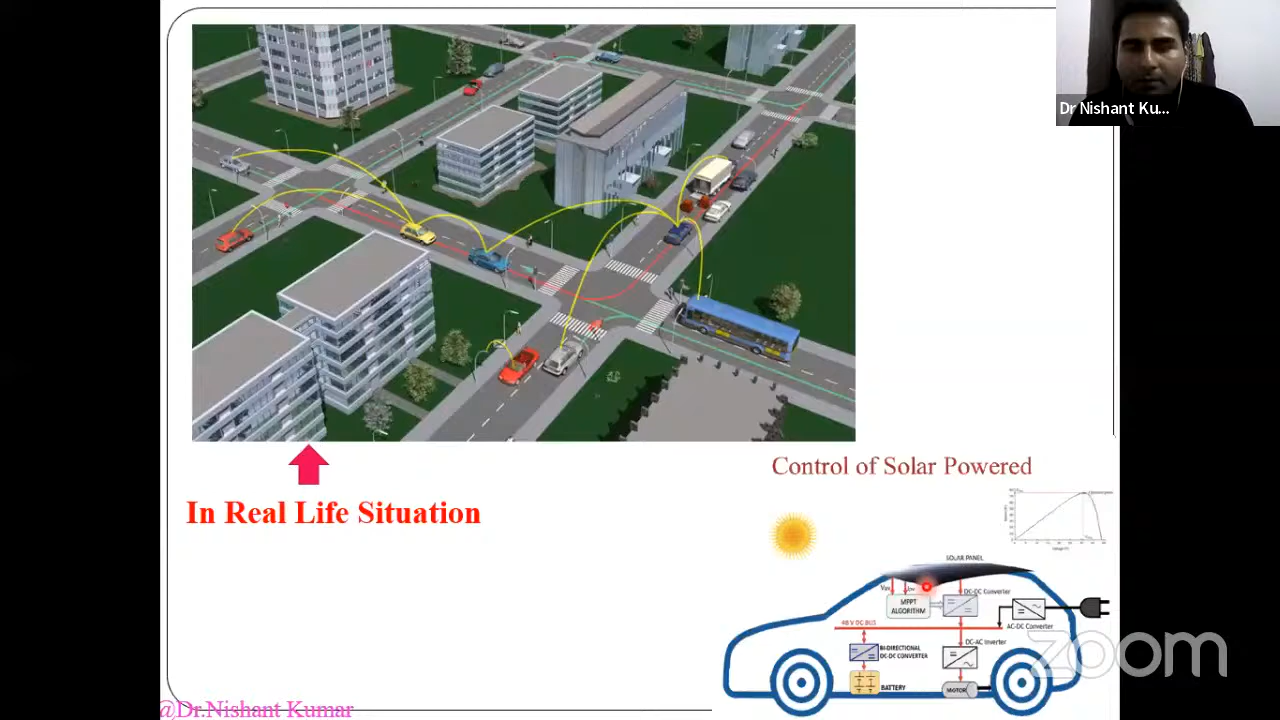 Dr Nishant Ku...
In Real Life Situation
Control of Solar Powered
SOLAR PANEL
DC-DC Converter
MPPT
ALGORITHM
AC-DC Converter
48 V DC BUS
DC-AC Inverter
BI-DIRECTIONAL
DC-DC CONVERTER
BATTERY
MOTOR
zoom
@Dr.Nishant Kumar